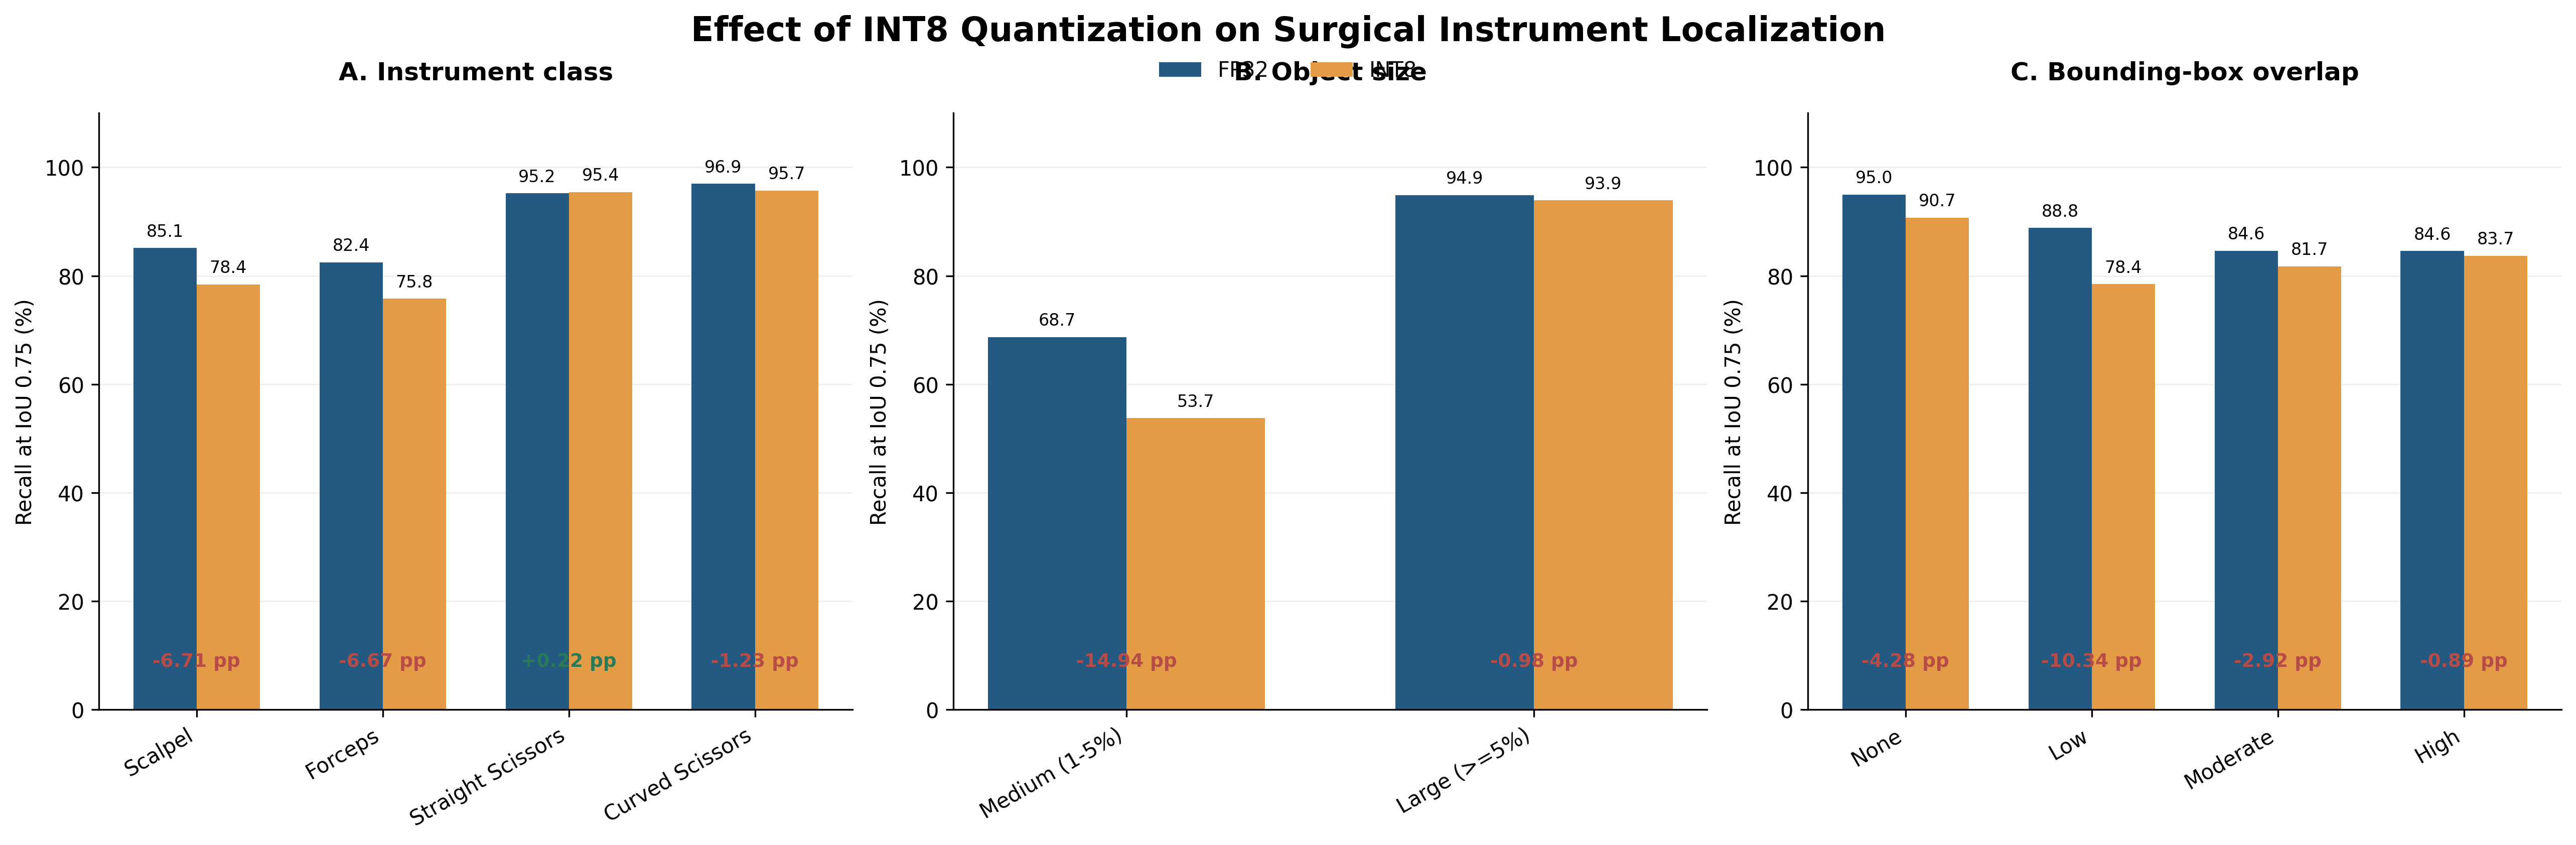 Effect of INT8 Quantization on Surgical Instrument Localization
FP32 INT8
A. Instrument class
Recall at IoU 0.75 (%)
100
80
60
40
20
0
85.1
78.4
82.4
75.8
95.2
95.4
96.9
95.7
-6.71 pp
-6.67 pp
+0.22 pp
-1.23 pp
Scalpel
Forceps
Straight Scissors
Curved Scissors
B. Object size
Recall at IoU 0.75 (%)
100
80
60
40
20
0
68.7
53.7
94.9
93.9
-14.94 pp
-0.98 pp
Medium (1-5%)
Large (>=5%)
C. Bounding-box overlap
Recall at IoU 0.75 (%)
100
80
60
40
20
0
95.0
90.7
88.8
78.4
84.6
81.7
84.6
83.7
-4.28 pp
-10.34 pp
-2.92 pp
-0.89 pp
None
Low
Moderate
High